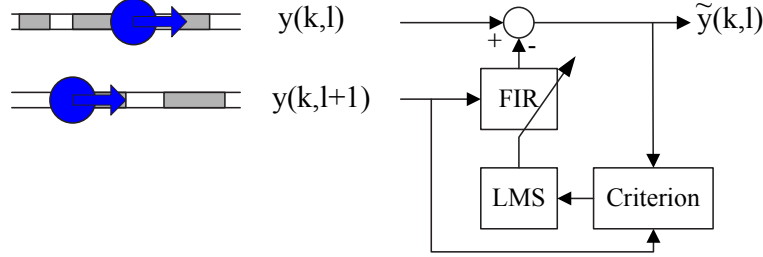 y(k,l)
+
-
ỹ(k,l)
y(k,l+1)
FIR
LMS
Criterion